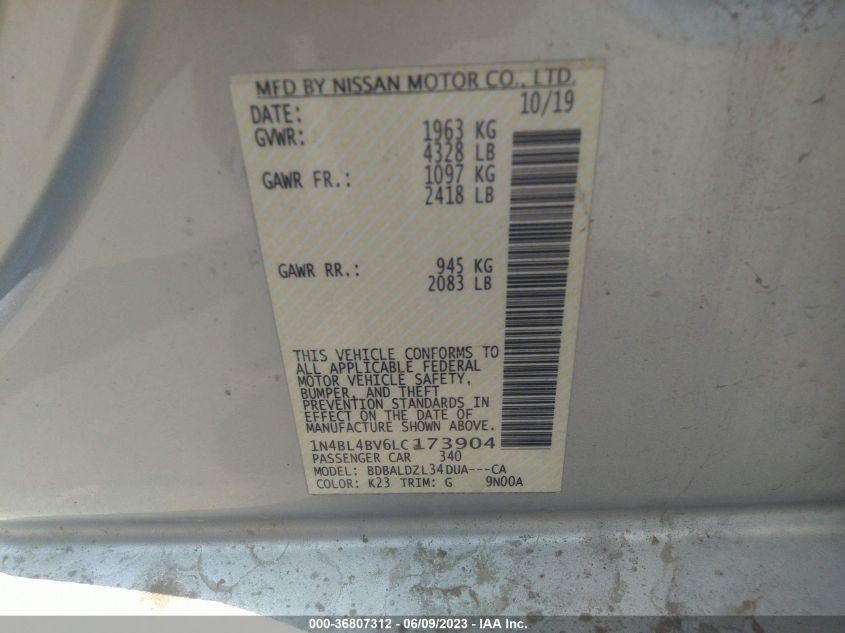 MFD BY NISSAN MOTOR CO., LTD.
DATE: 10/19
GVWR: 1963 KG
4328 LB
GAWR FR.: 1097 KG
2418 LB
GAWR RR.: 945 KG
2083 LB
THIS VEHICLE CONFORMS TO
ALL APPLICABLE FEDERAL
MOTOR VEHICLE SAFETY,
BUMPER, AND THEFT
PREVENTION STANDARDS IN
EFFECT ON THE DATE OF
MANUFACTURE SHOWN ABOVE.
1N4BL4BV6LC173904
PASSENGER CAR 340
MODEL: BDBALDZL34DUA---CA
COLOR: K23 TRIM: G 9N00A
000-36807312 - 06/09/2023 - IAA Inc.